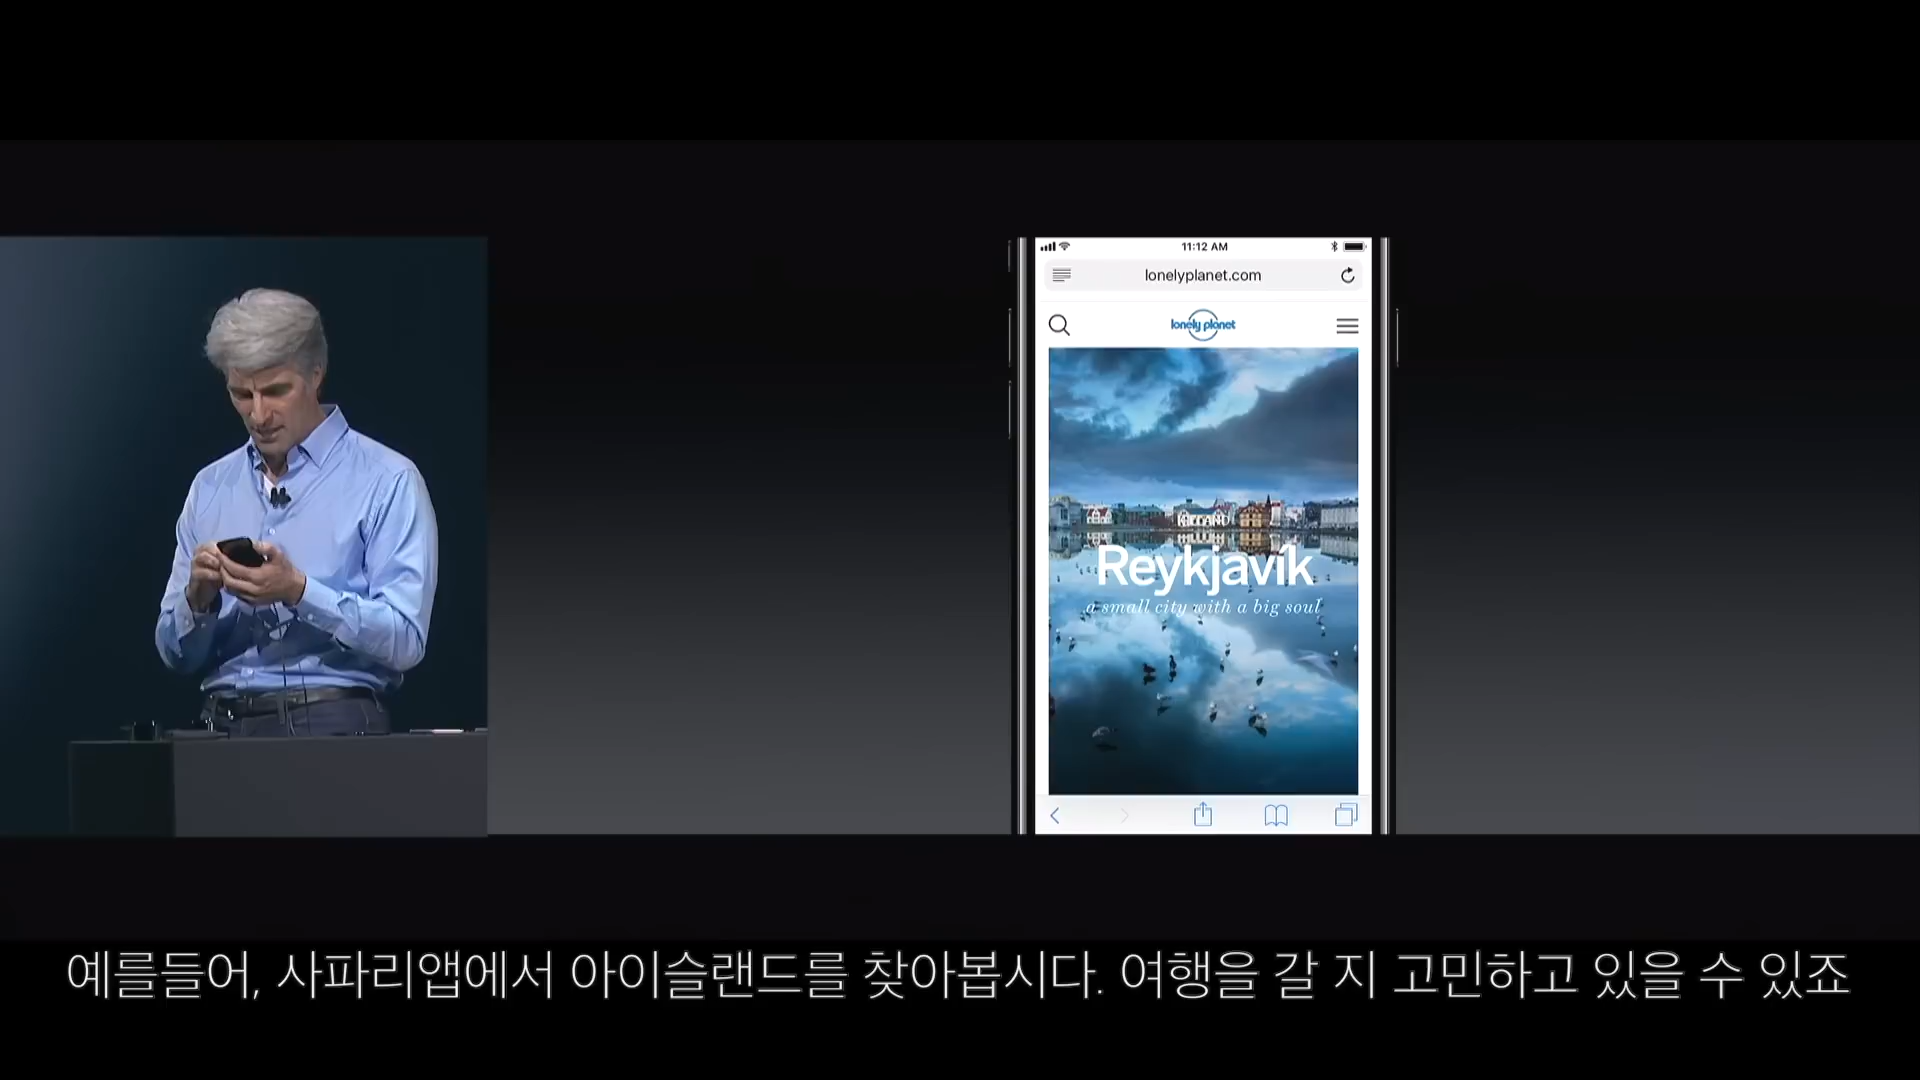 11:12 AM
lonelyplanet.com
lonely planet
ICELAND
Reykjavík
a small city with a big soul
예를들어, 사파리앱에서 아이슬랜드를 찾아봅시다. 여행을 갈 지 고민하고 있을 수 있죠